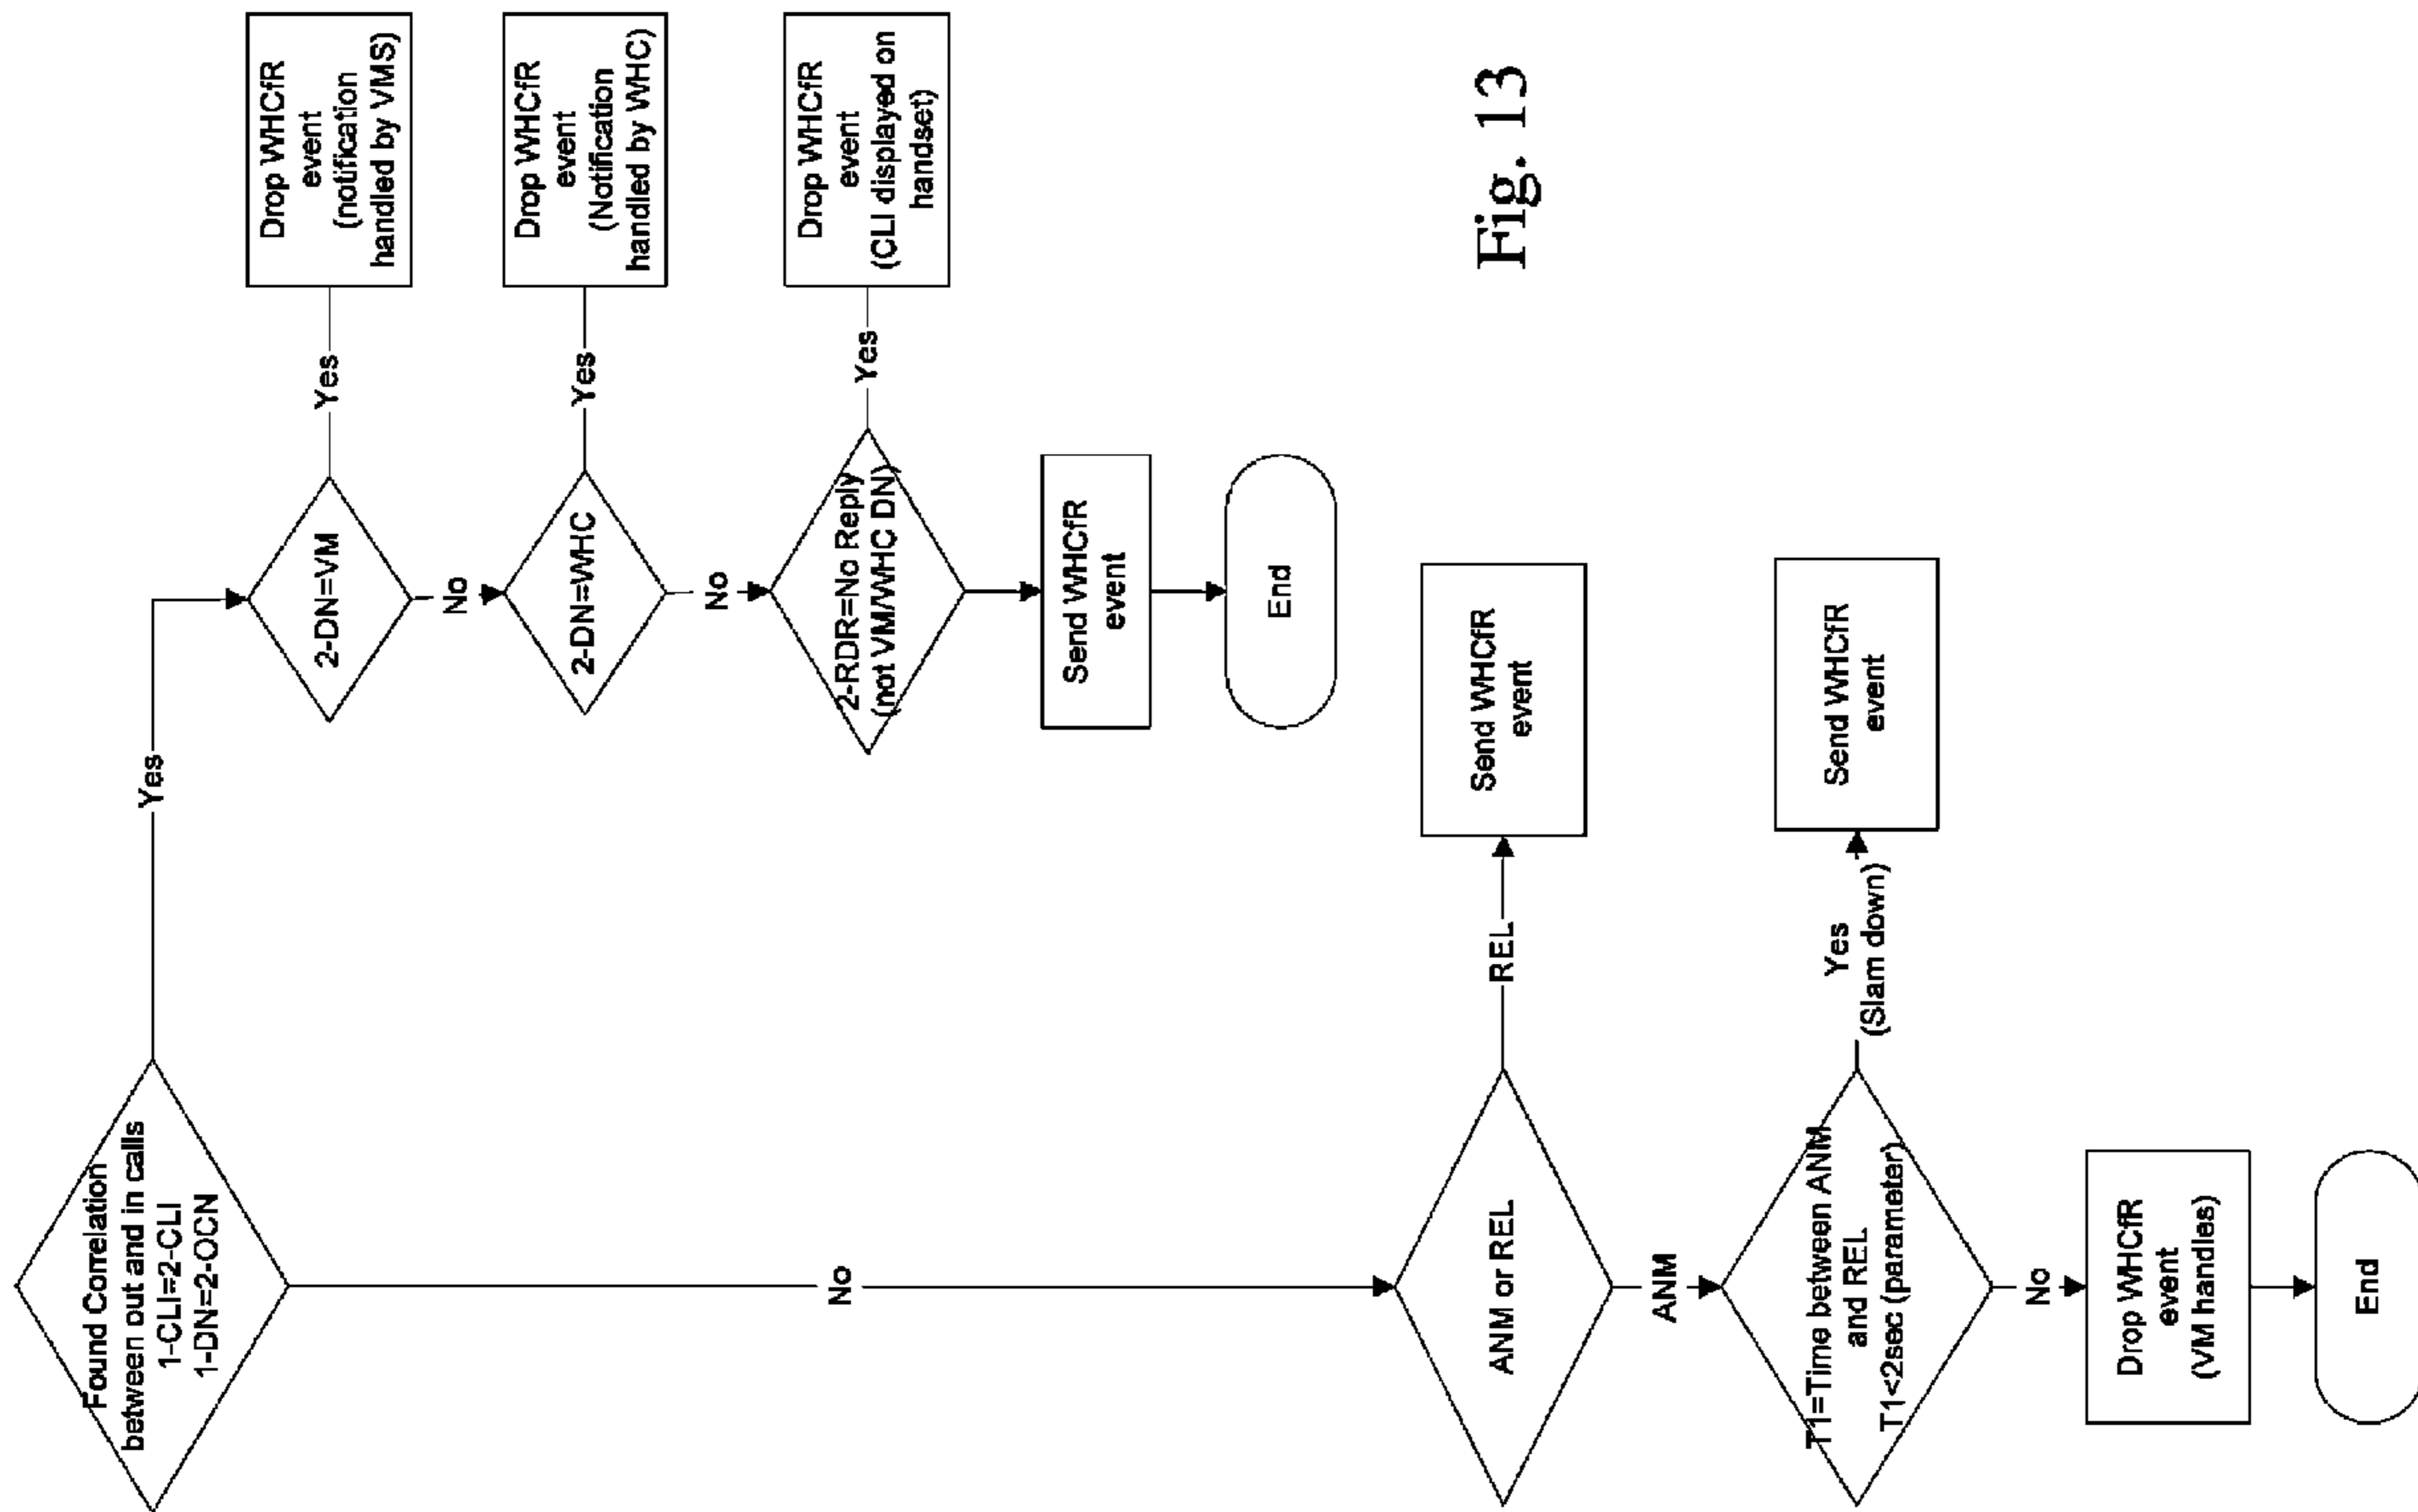 Found Correlation
between out and in calls
1-CLI=2-CLI
1-DN=2-OCN
Yes
2-DN=VM
Yes
Drop WHCfR
event
(notification
handled by VMS)
No
2-DN=WHC
Yes
Drop WHCfR
event
(Notification
handled by WHC)
No
2-RDR=No Reply
(not VM/WHC DN)
Yes
Drop WHCfR
event
(CLI displayed on
handset)
Send WHCfR
event
End
No
ANM or REL
REL
Send WHCfR
event
ANM
T1=Time between ANM
and REL
T1<2sec (parameter)
Yes
(Slam down)
Send WHCfR
event
No
Drop WHCfR
event
(VM handles)
End
Fig. 13